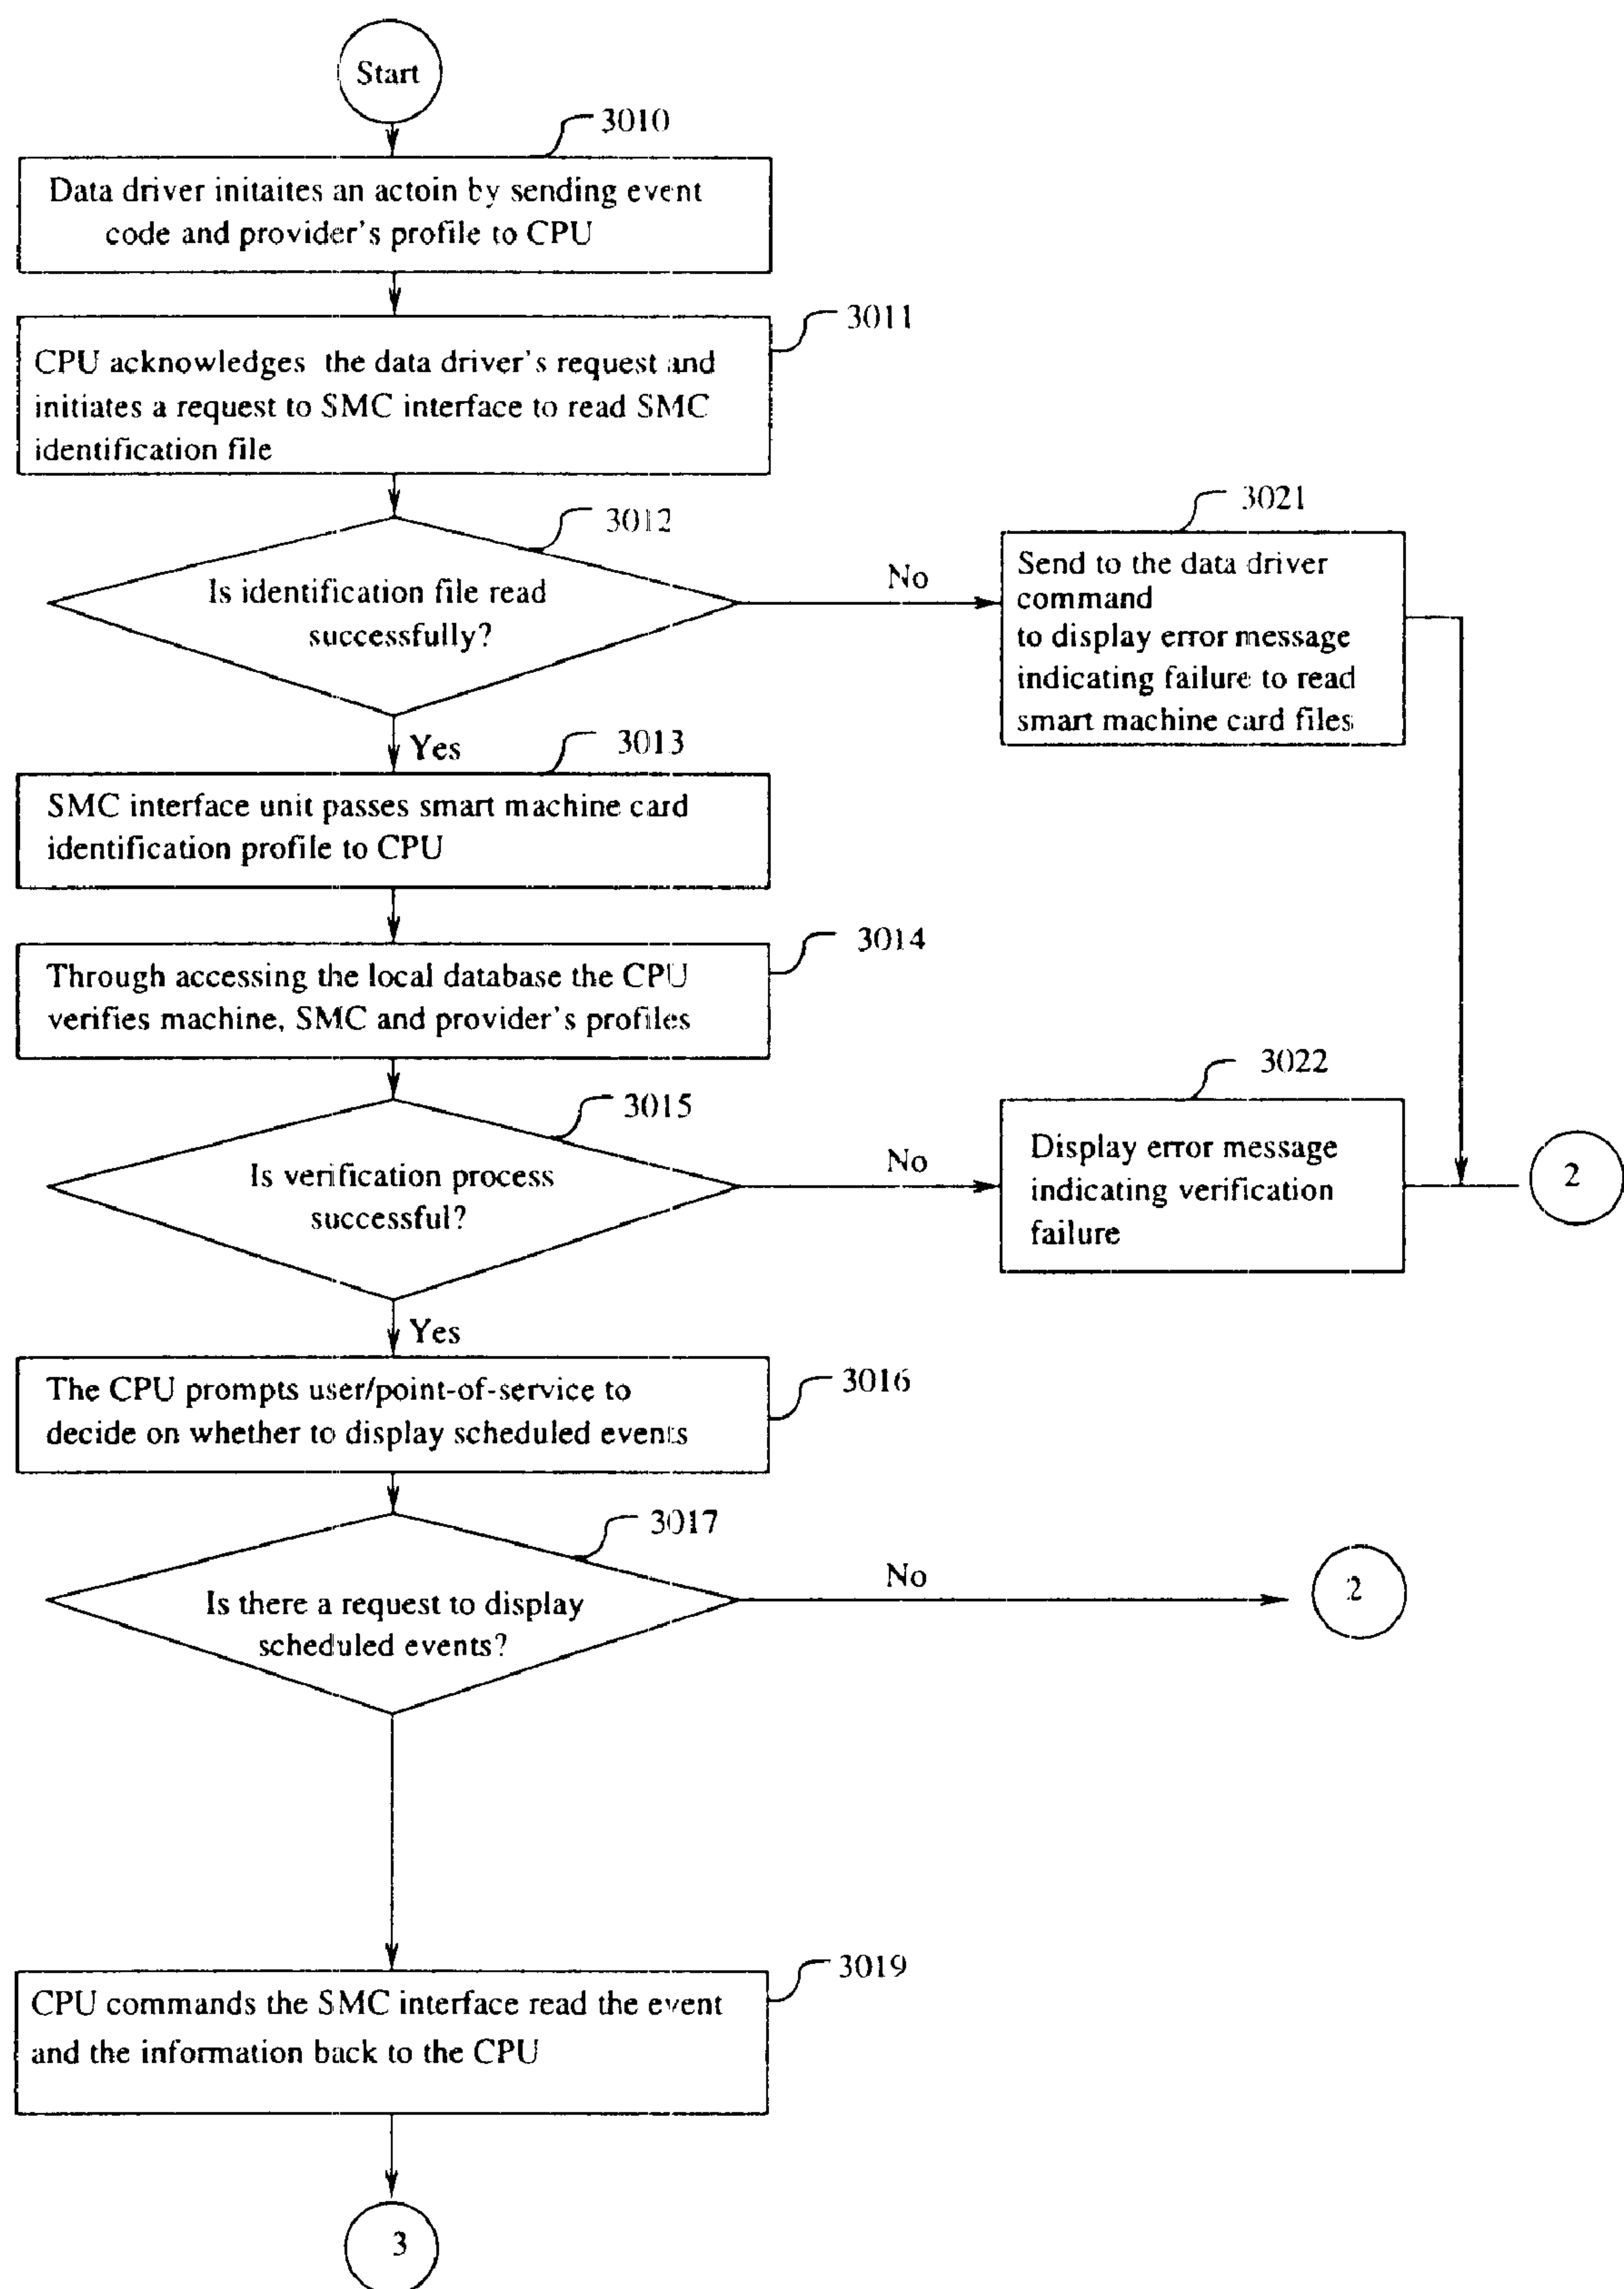 Start
3010
Data driver initaites an actoin by sending event
code and provider's profile to CPU
3011
CPU acknowledges the data driver's request and
initiates a request to SMC interface to read SMC
identification file
3012
Is identification file read
successfully?
No
3021
Send to the data driver
command
to display error message
indicating failure to read
smart machine card files
Yes
3013
SMC interface unit passes smart machine card
identification profile to CPU
3014
Through accessing the local database the CPU
verifies machine, SMC and provider's profiles
3015
Is verification process
successful?
No
3022
Display error message
indicating verification
failure
2
Yes
3016
The CPU prompts user/point-of-service to
decide on whether to display scheduled events
3017
Is there a request to display
scheduled events?
No
2
3019
CPU commands the SMC interface read the event
and the information back to the CPU
3